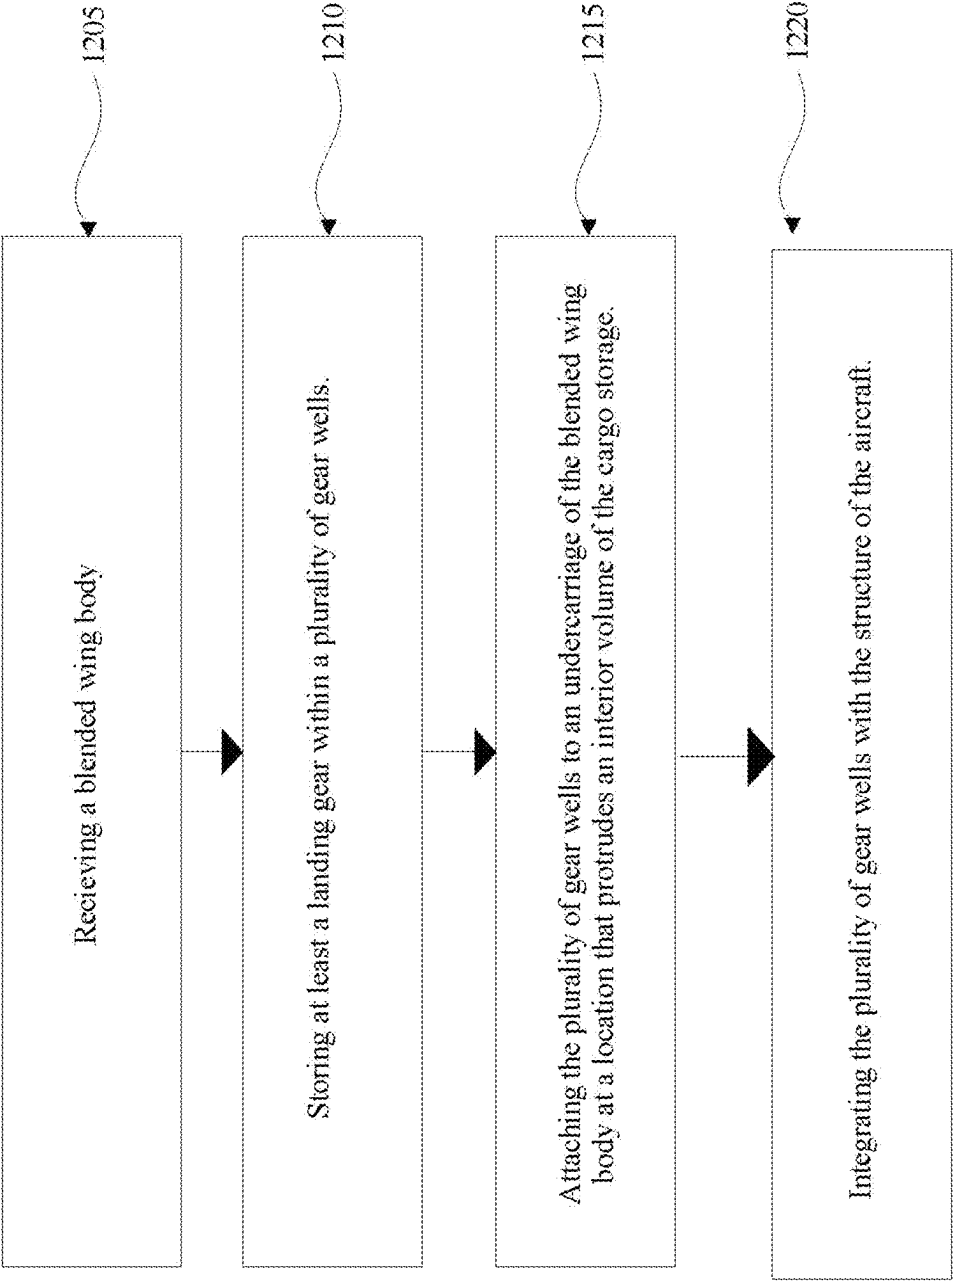 Recieving a blended wing body
1205
Storing at least a landing gear within a plurality of gear wells.
1210
Attaching the plurality of gear wells to an undercarriage of the blended wing
body at a location that protrudes an interior volume of the cargo storage.
1215
Integrating the plurality of gear wells with the structure of the aircraft.
1220